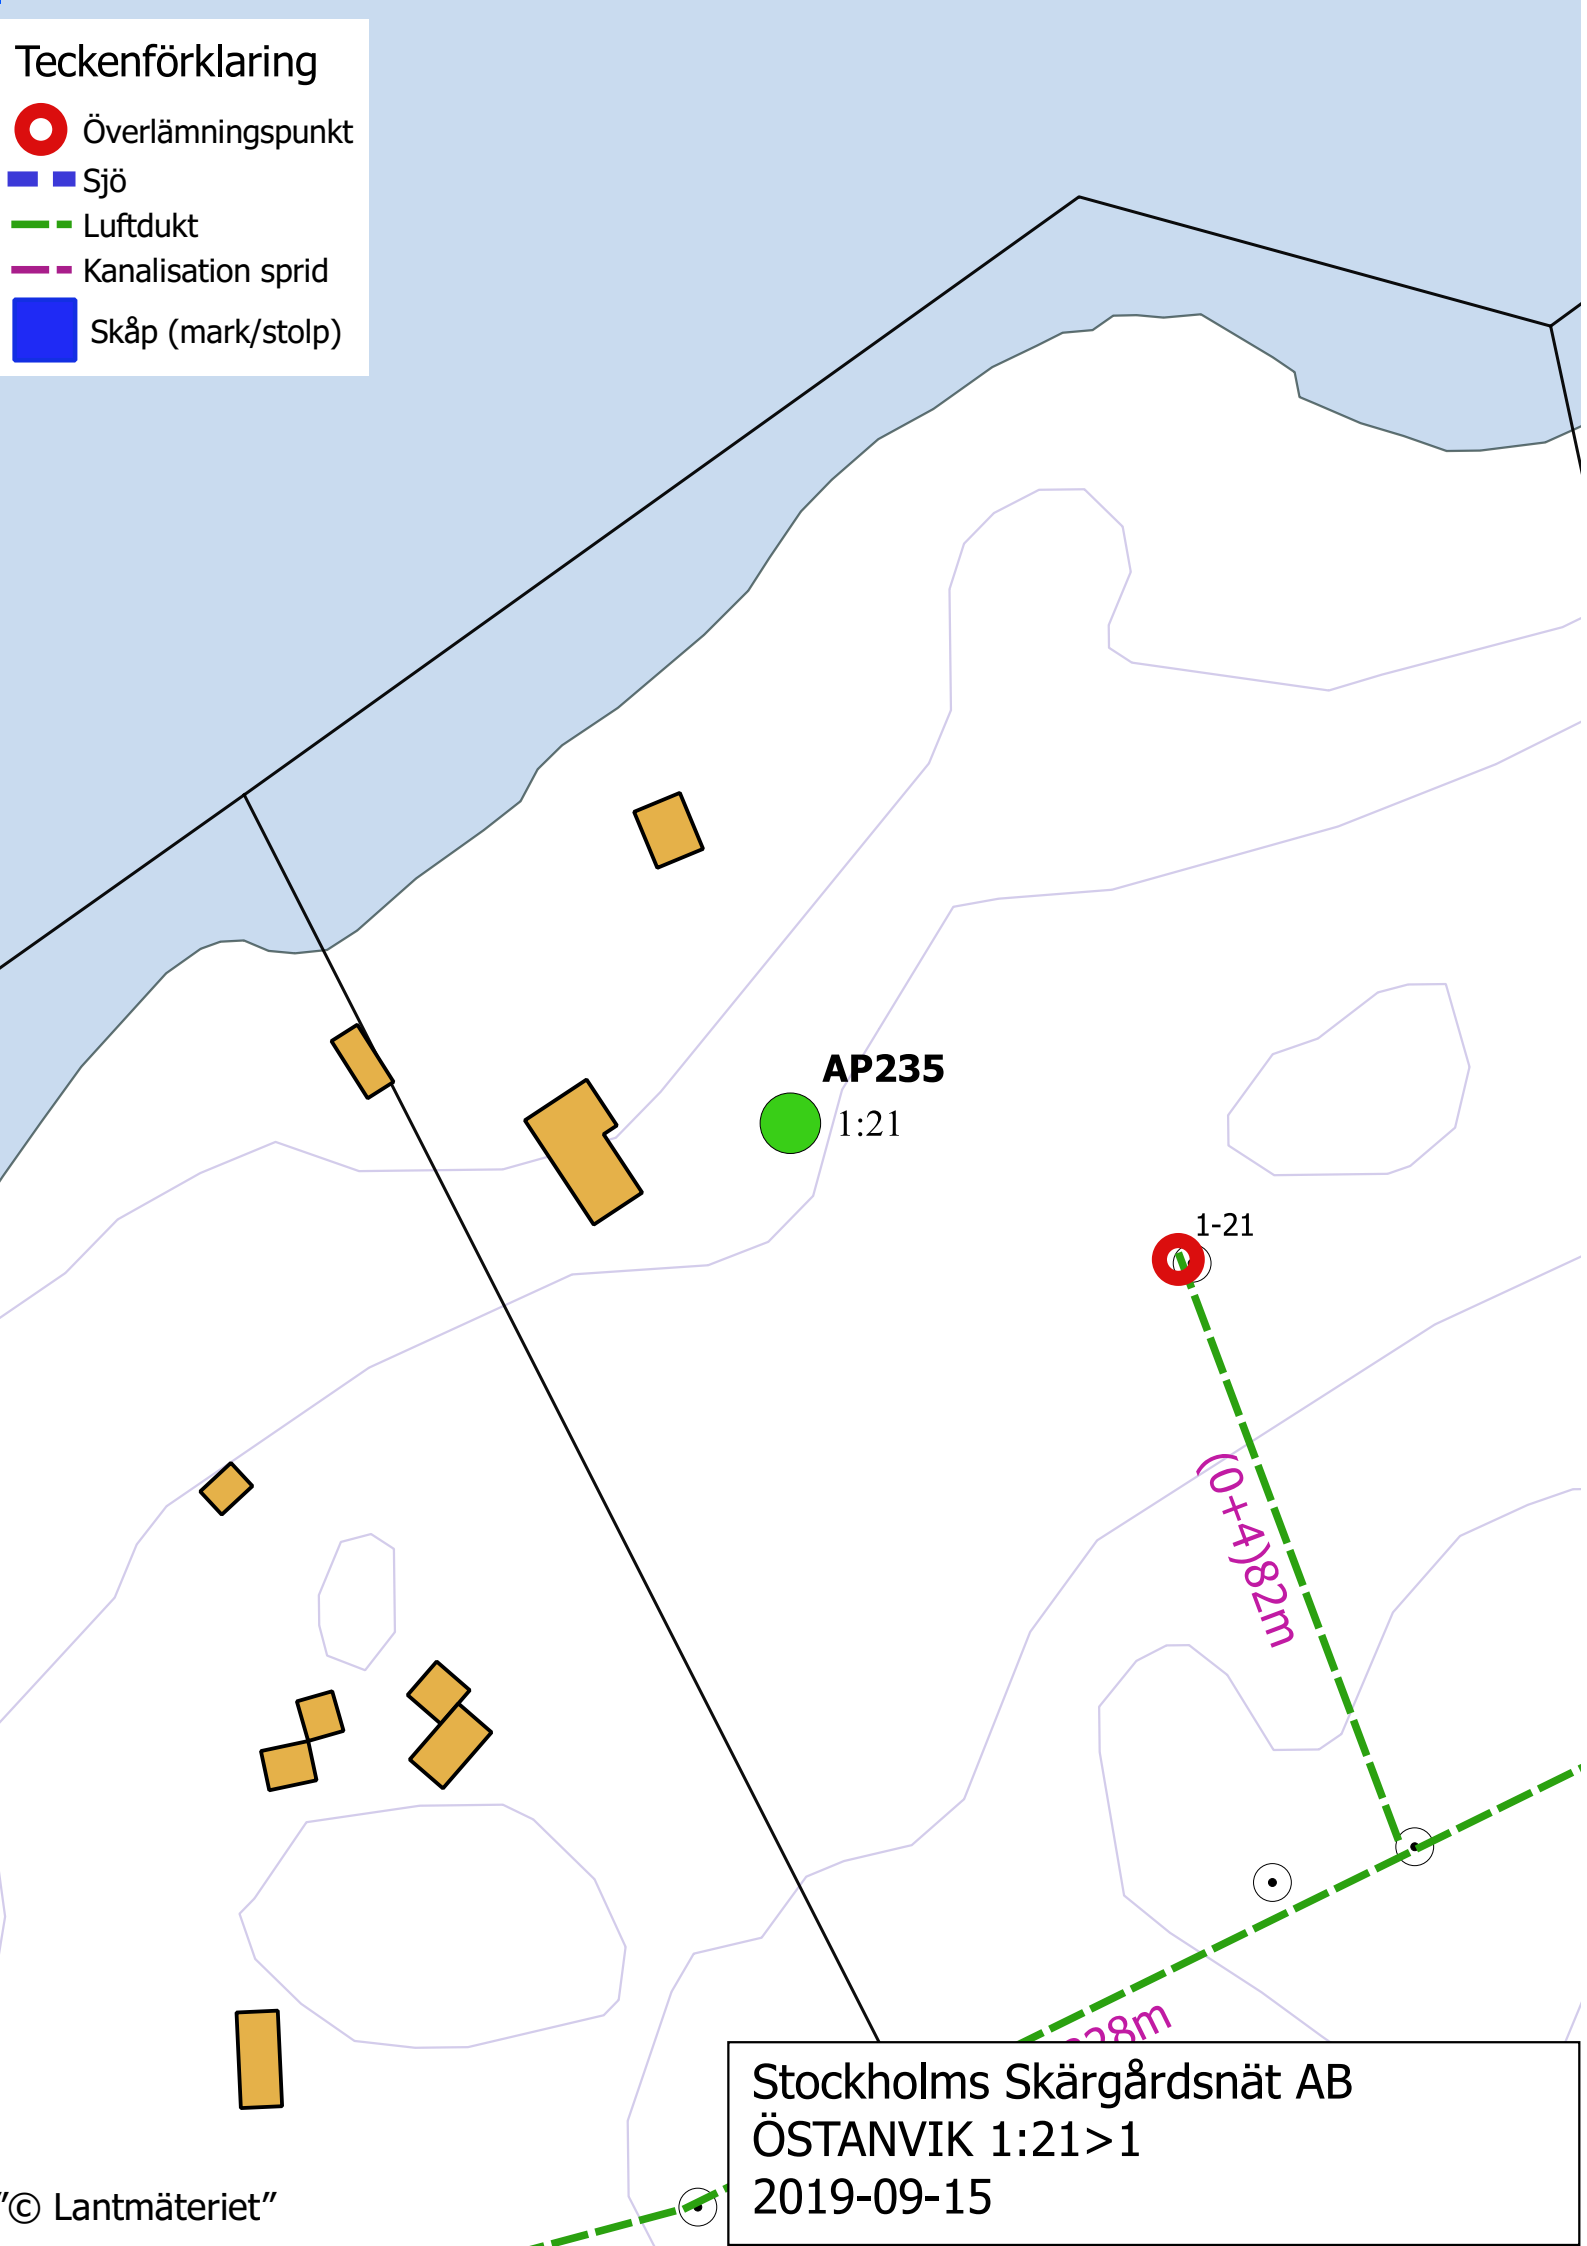 Teckenförklaring
Överlämningspunkt
Sjö
Luftdukt
Kanalisation sprid
Skåp (mark/stolp)
AP235
1:21
1-21
(0+4)82m
28m
Stockholms Skärgårdsnät AB
ÖSTANVIK 1:21>1
2019-09-15
"© Lantmäteriet"